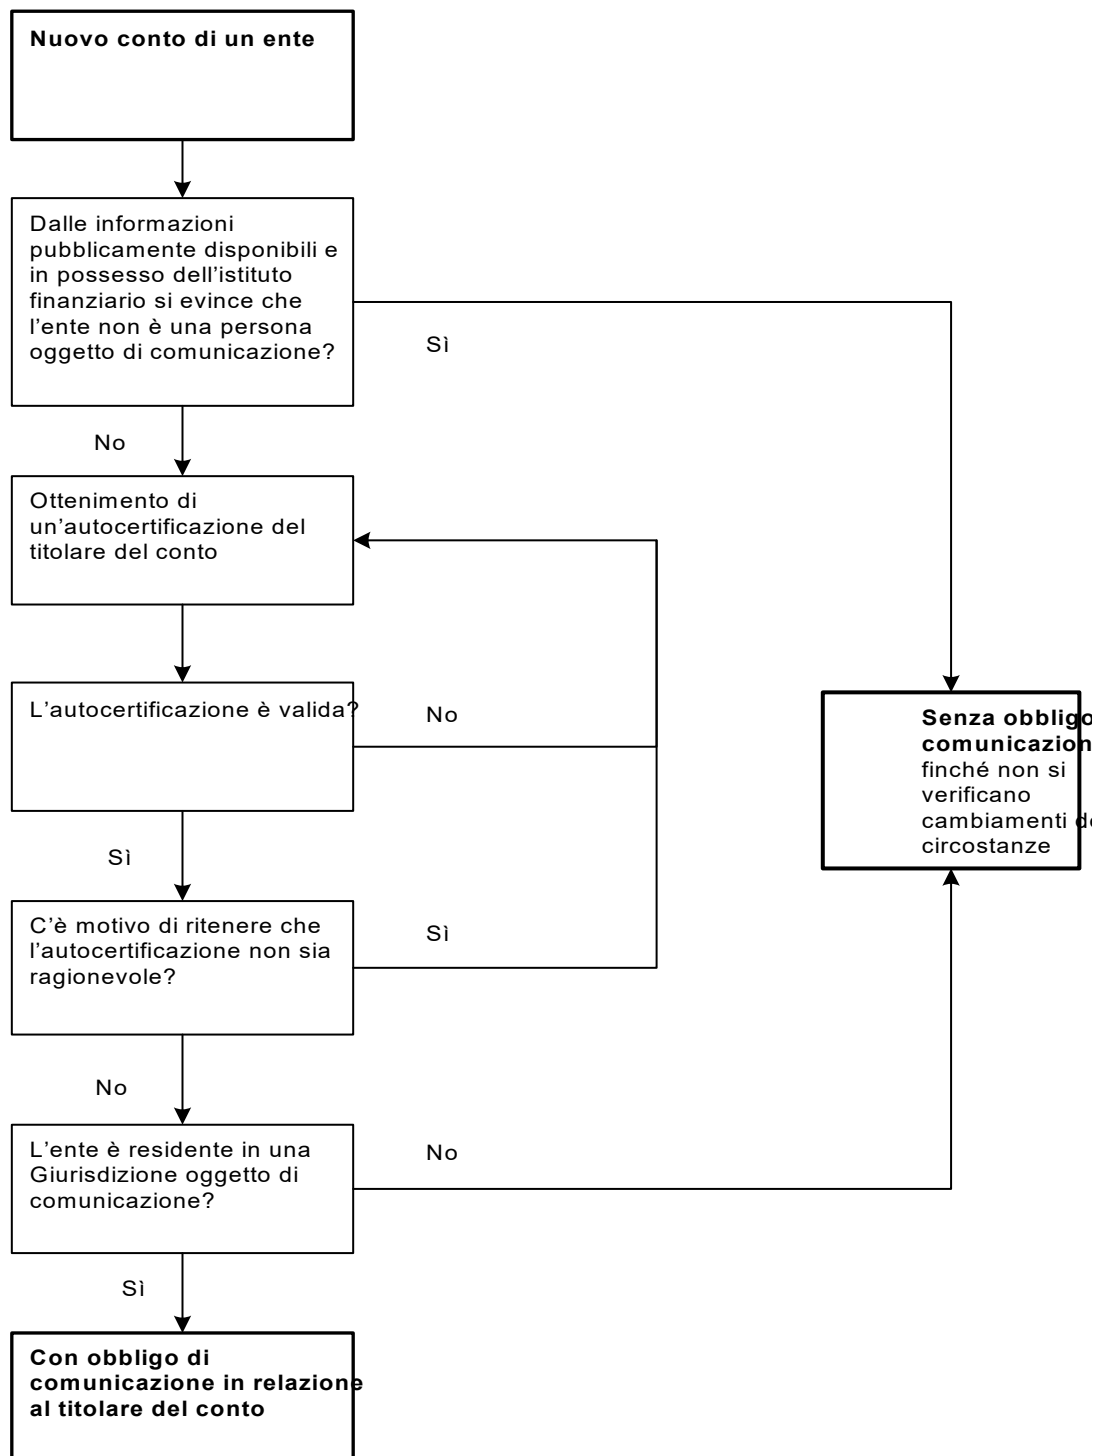 Nuovo conto di un ente
Dalle informazioni
pubblicamente disponibili e
in possesso dell'istituto
finanziario si evince che
l'ente non è una persona
oggetto di comunicazione?
Sì
No
Ottenimento di
un'autocertificazione del
titolare del conto
L'autocertificazione è valida?
No
Senza obbligo
comunicazion
finché non si
verificano
cambiamenti
circostanze
Sì
C'è motivo di ritenere che
l'autocertificazione non sia
ragionevole?
Sì
No
L'ente è residente in una
Giurisdizione oggetto di
comunicazione?
No
Sì
Con obbligo di
comunicazione in relazione
al titolare del conto